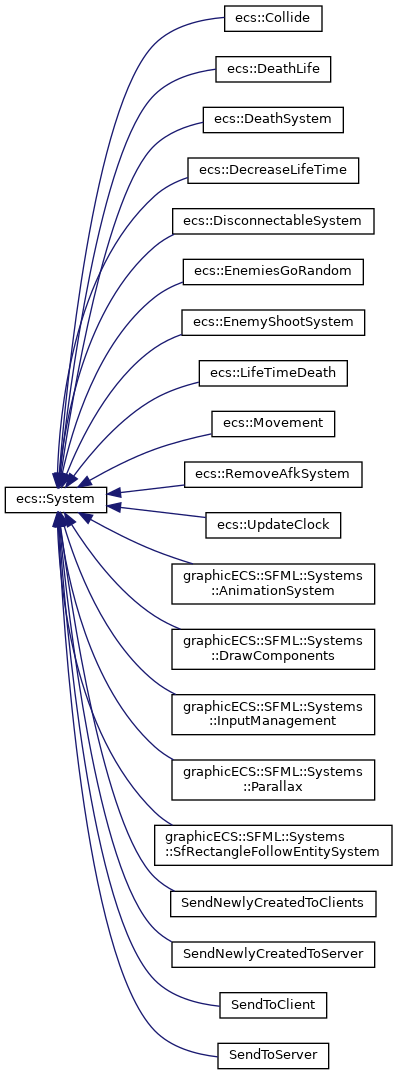 ecs::Collide
ecs::DeathLife
ecs::DeathSystem
ecs::DecreaseLifeTime
ecs::DisconnectableSystem
ecs::EnemiesGoRandom
ecs::EnemyShootSystem
ecs::LifeTimeDeath
ecs::Movement
ecs::RemoveAfkSystem
ecs::System
ecs::UpdateClock
graphicECS::SFML::Systems
::AnimationSystem
graphicECS::SFML::Systems
::DrawComponents
graphicECS::SFML::Systems
::InputManagement
graphicECS::SFML::Systems
::Parallax
graphicECS::SFML::Systems
::SfRectangleFollowEntitySystem
SendNewlyCreatedToClients
SendNewlyCreatedToServer
SendToClient
SendToServer